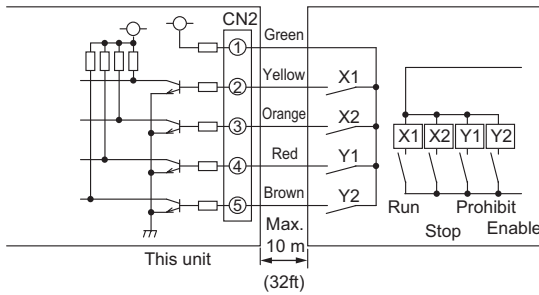 CN2
1 Green
2 Yellow X1
3 Orange X2
4 Red Y1
5 Brown Y2
This unit
Max.
10 m
(32ft)
X1 X2 Y1 Y2
Run Prohibit
Stop Enable